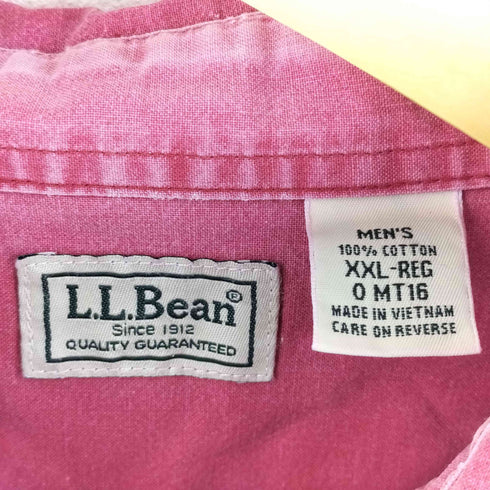 L.L.Bean®
Since 1912
QUALITY GUARANTEED
MEN'S
100% COTTON
XXL-REG
0 MT16
MADE IN VIETNAM
CARE ON REVERSE